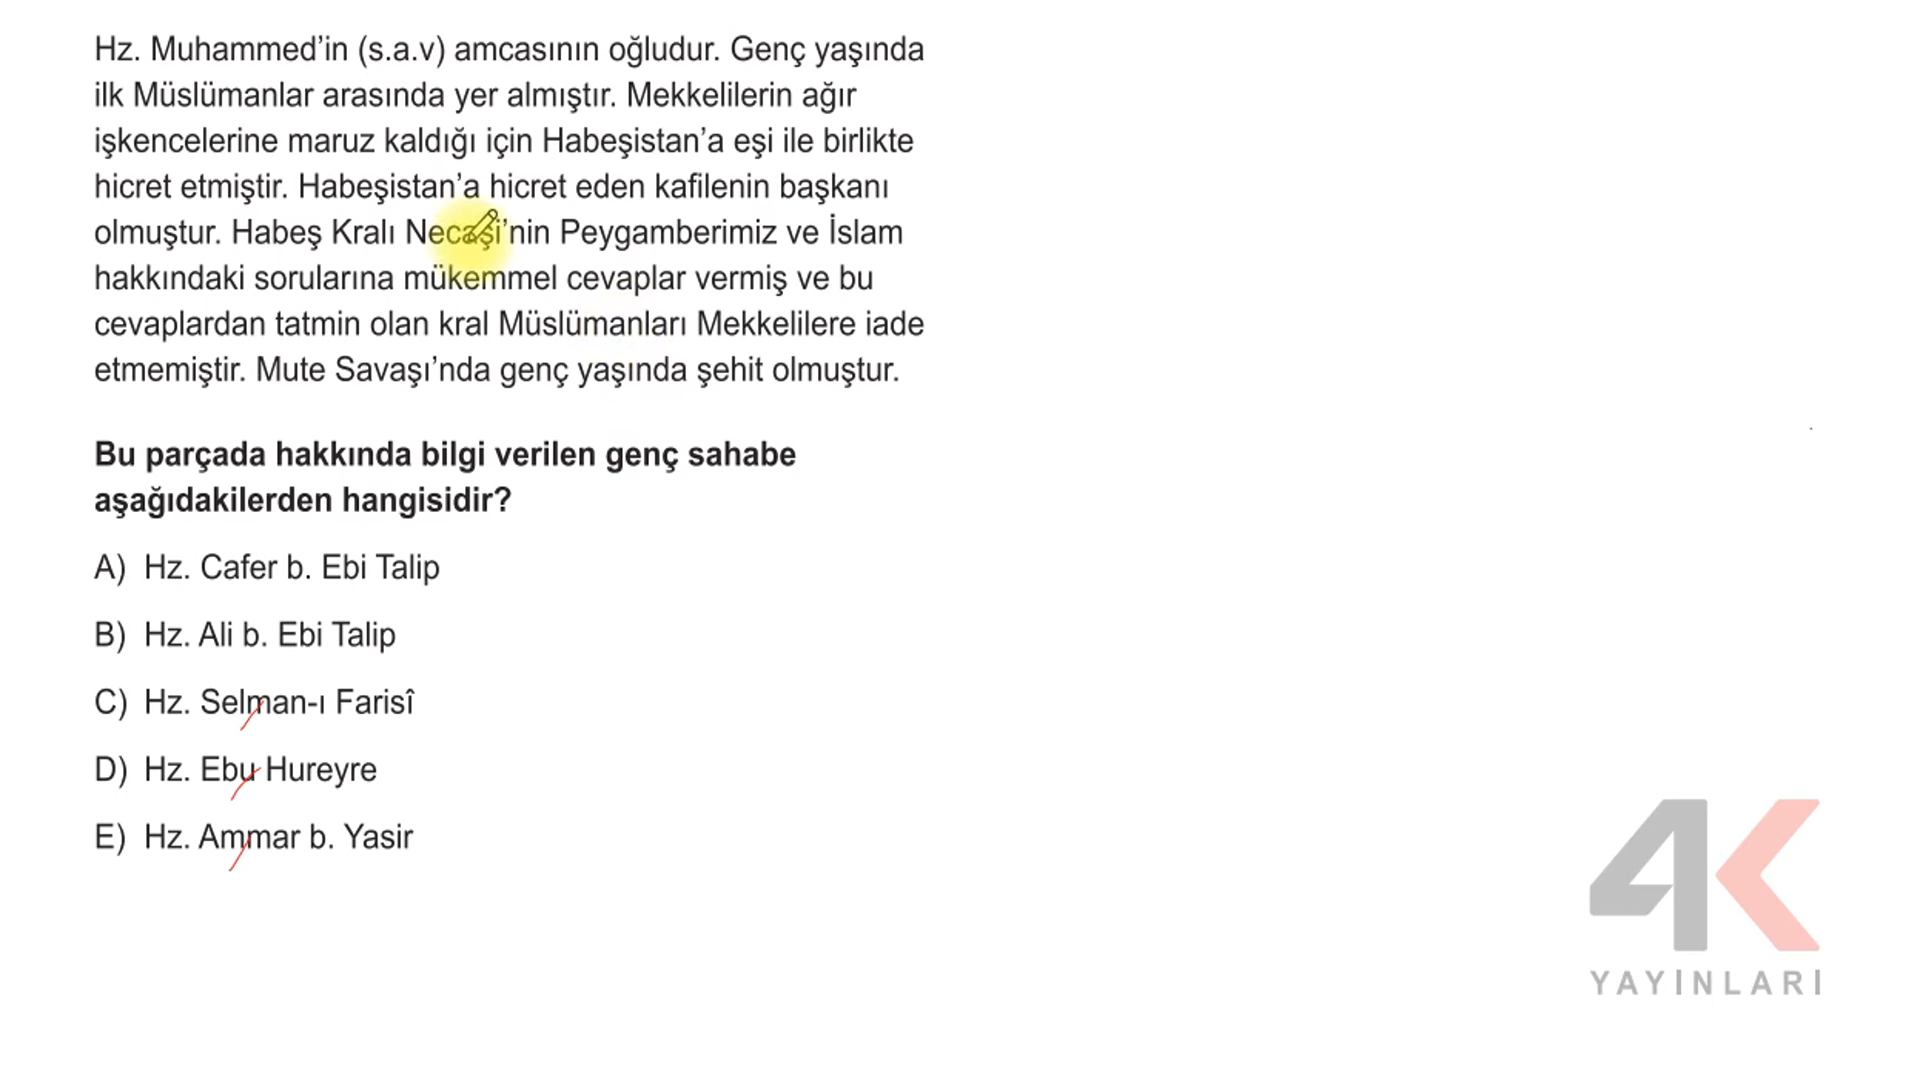 Hz. Muhammed’in (s.a.v) amcasının oğludur. Genç yaşında
ilk Müslümanlar arasında yer almıştır. Mekkelilerin ağır
işkencelerine maruz kaldığı için Habeşistan’a eşi ile birlikte
hicret etmiştir. Habeşistan’a hicret eden kafilenin başkanı
olmuştur. Habeş Kralı Necaşi’nin Peygamberimiz ve İslam
hakkındaki sorularına mükemmel cevaplar vermiş ve bu
cevaplardan tatmin olan kral Müslümanları Mekkelilere iade
etmemiştir. Mute Savaşı’nda genç yaşında şehit olmuştur.
Bu parçada hakkında bilgi verilen genç sahabe
aşağıdakilerden hangisidir?
A) Hz. Cafer b. Ebi Talip
B) Hz. Ali b. Ebi Talip
C) Hz. Selman-ı Farisî
D) Hz. Ebu Hureyre
E) Hz. Ammar b. Yasir
4K
YAYINLARI